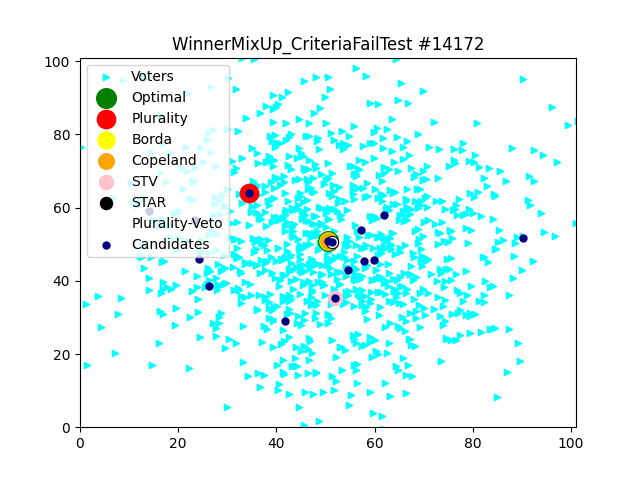 WinnerMixUp_CriteriaFailTest #14172
100
80
60
40
20
0
0
20
40
60
80
100
Voters
Optimal
Plurality
Borda
Copeland
STV
STAR
Plurality-Veto
Candidates